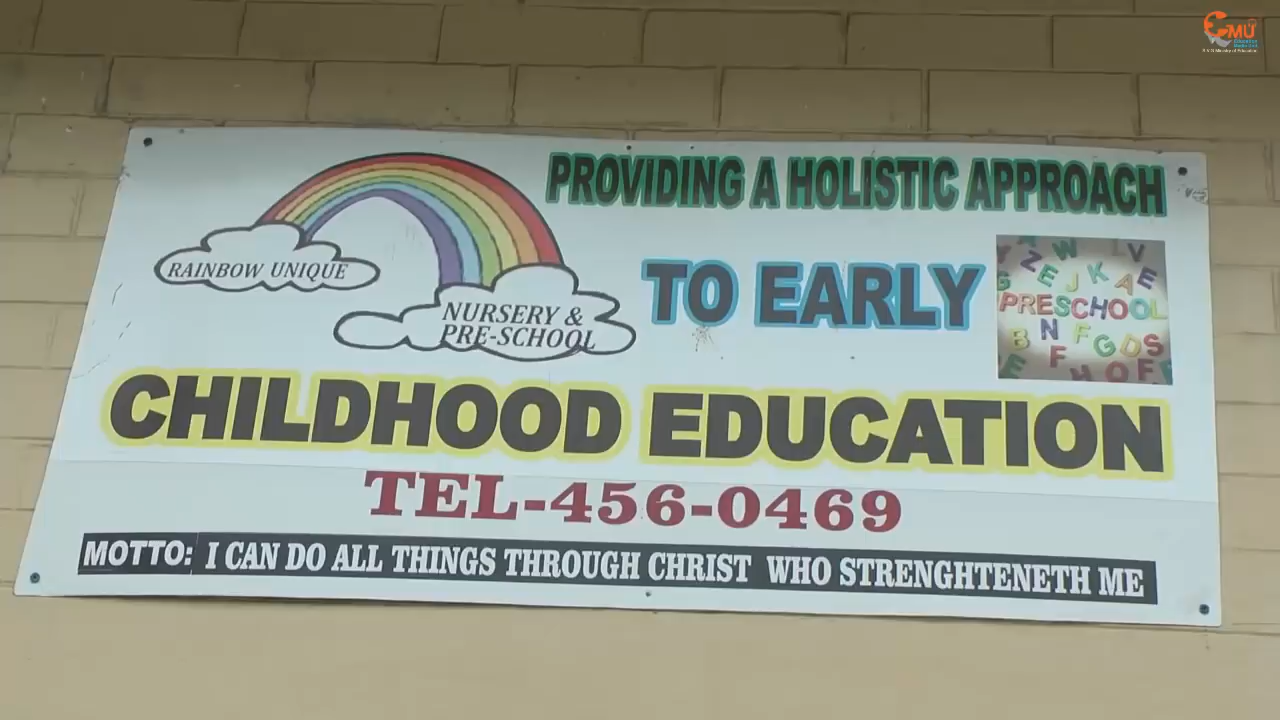 EMU
PROVIDING A HOLISTIC APPROACH
RAINBOW UNIQUE
NURSERY &
PRE-SCHOOL
TO EARLY
PRESCHOOL
CHILDHOOD EDUCATION
TEL-456-0469
MOTTO: I CAN DO ALL THINGS THROUGH CHRIST WHO STRENGHTENETH ME